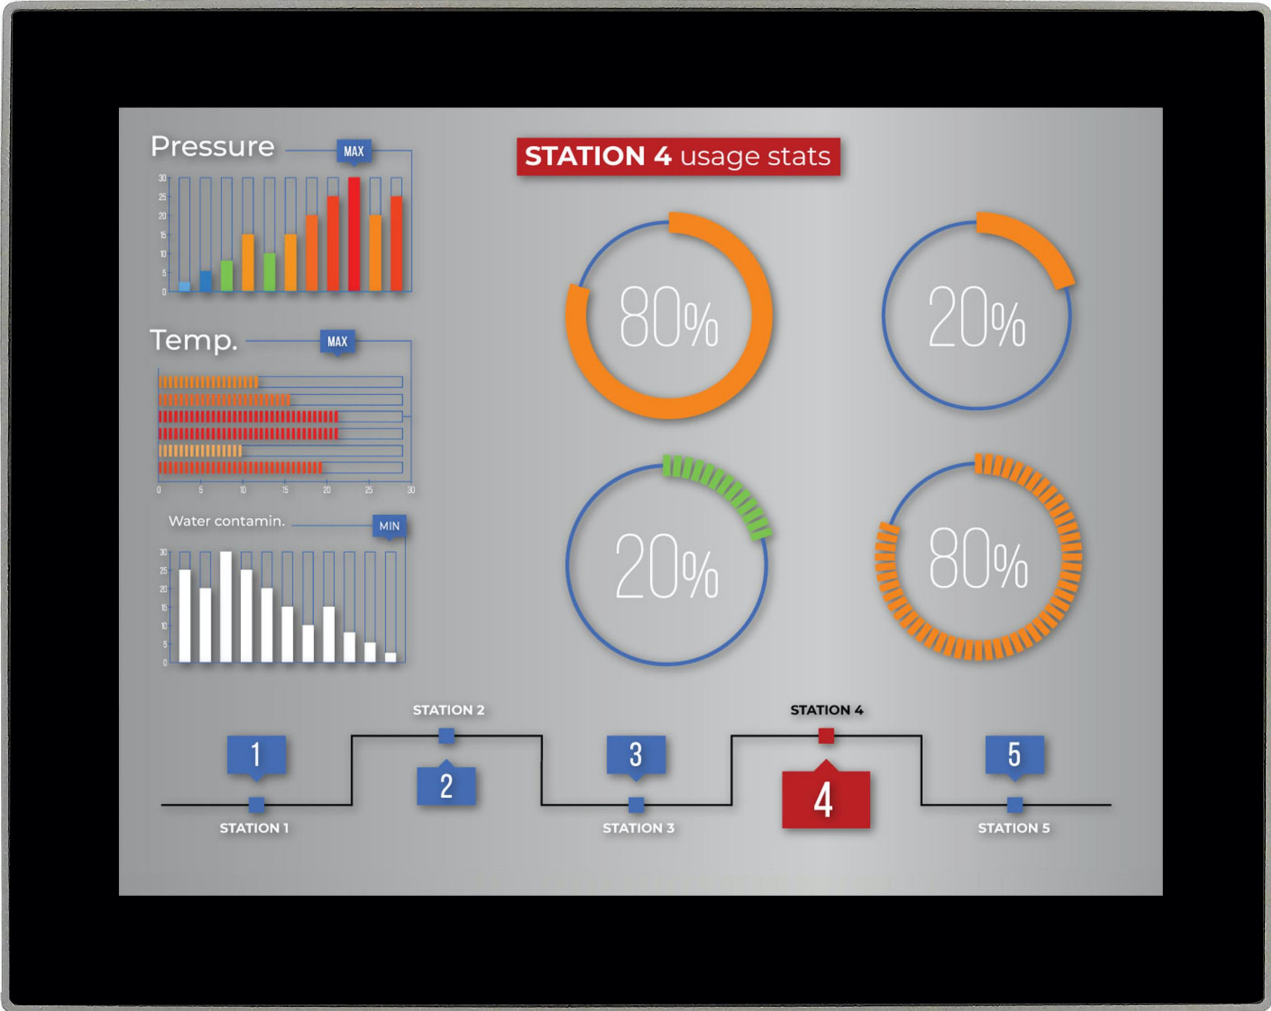 Pressure
MAX
30
25
20
15
10
5
0
Temp.
MAX
0 5 10 15 20 25 30
Water contamin.
MIN
30
25
20
15
10
5
0
STATION 4 usage stats
80%
20%
20%
80%
STATION 2
STATION 4
1
2
3
4
5
STATION 1
STATION 3
STATION 5